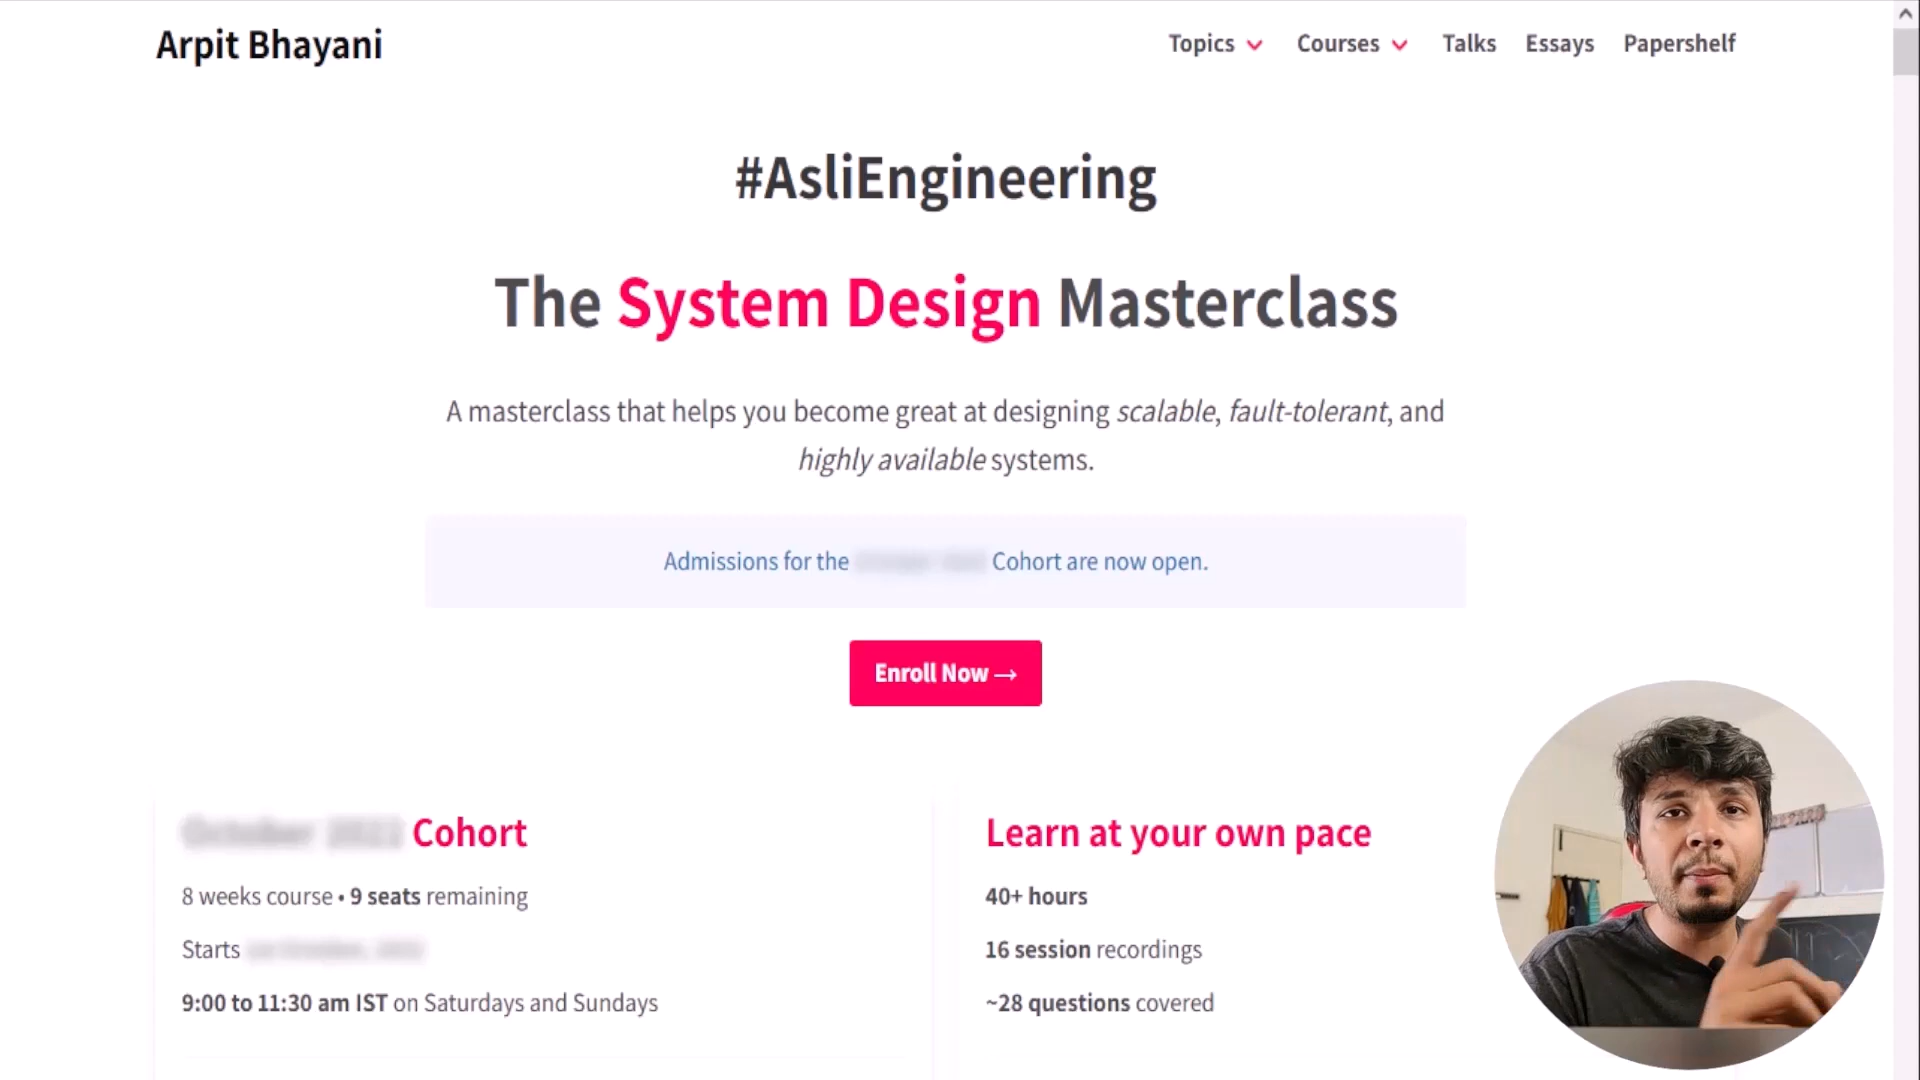 Arpit Bhayani
Topics Courses Talks Essays Papershelf
#AsliEngineering
The System Design Masterclass
A masterclass that helps you become great at designing scalable, fault-tolerant, and
highly available systems.
Admissions for the Cohort are now open.
Enroll Now →
Cohort
8 weeks course • 9 seats remaining
Starts
9:00 to 11:30 am IST on Saturdays and Sundays
Learn at your own pace
40+ hours
16 session recordings
~28 questions covered